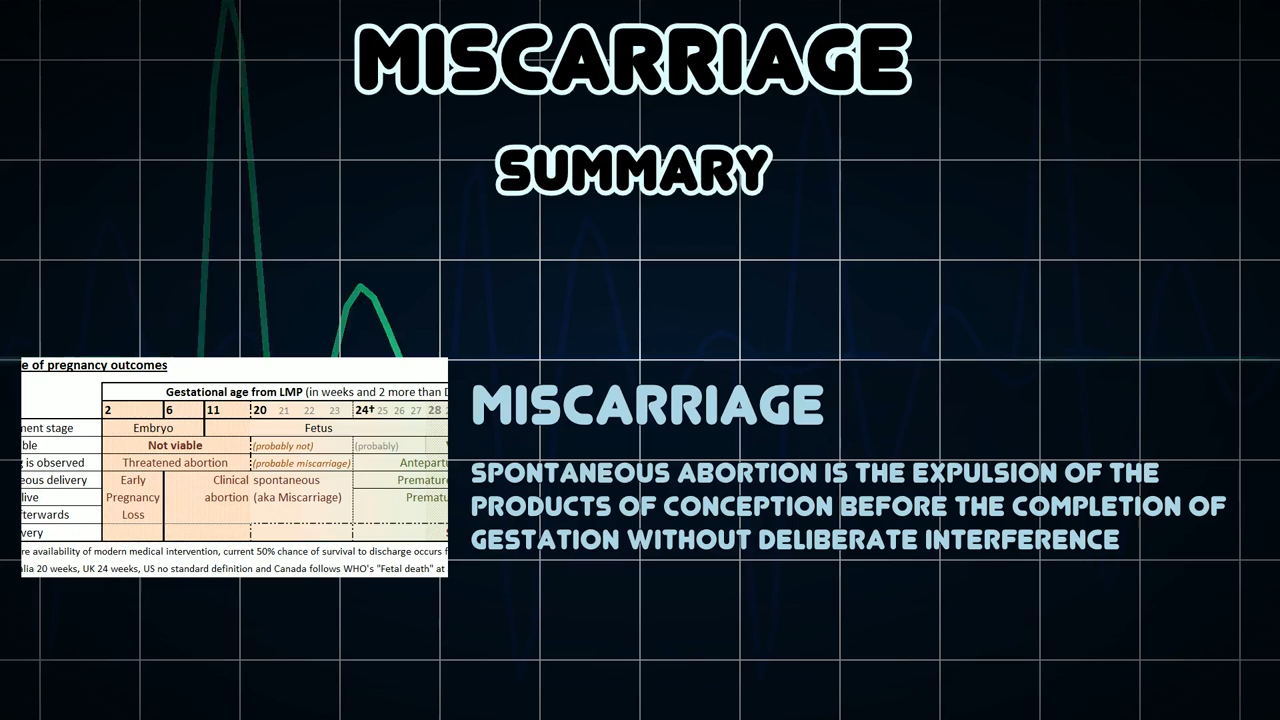 MISCARRIAGE
SUMMARY
e of pregnancy outcomes
Gestational age from LMP (in weeks and 2 more than D
2 6 11 20 21 22 23 24† 25 26 27 28 2
ment stage Embryo Fetus
ble Not viable (probably not) (probably) V
g is observed Threatened abortion (probable miscarriage) Antepartu
eous delivery Early Clinical spontaneous Premature
live Pregnancy abortion (aka Miscarriage) Prematu
fterwards Loss
very S
re availability of modern medical intervention, current 50% chance of survival to discharge occurs f
lia 20 weeks, UK 24 weeks, US no standard definition and Canada follows WHO's "Fetal death" at
MISCARRIAGE
SPONTANEOUS ABORTION IS THE EXPULSION OF THE
PRODUCTS OF CONCEPTION BEFORE THE COMPLETION OF
GESTATION WITHOUT DELIBERATE INTERFERENCE